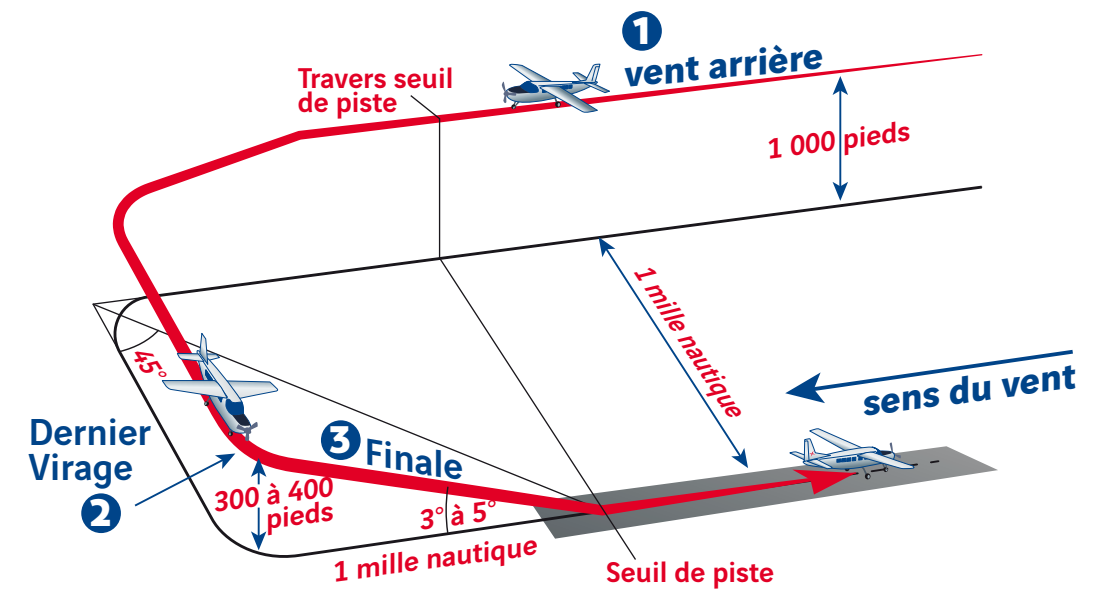 1
vent arrière
Travers seuil
de piste
1 000 pieds
1 mille nautique
45°
sens du vent
Dernier
Virage
2
3 Finale
300 à 400
pieds
3° à 5°
1 mille nautique
Seuil de piste